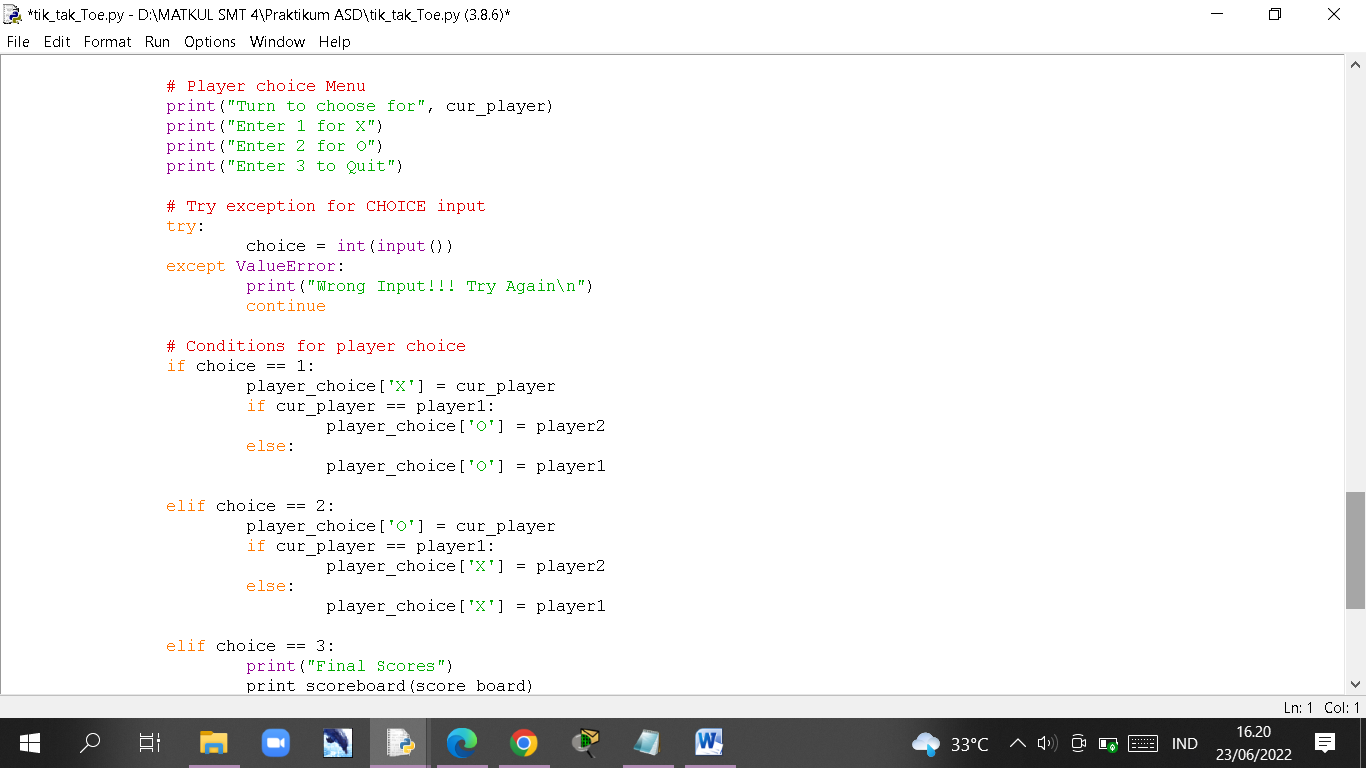 *tik_tak_Toe.py - D:\MATKUL SMT 4\Praktikum ASD\tik_tak_Toe.py (3.8.6)*
File Edit Format Run Options Window Help
# Player choice Menu
print("Turn to choose for", cur_player)
print("Enter 1 for X")
print("Enter 2 for O")
print("Enter 3 to Quit")
# Try exception for CHOICE input
try:
choice = int(input())
except ValueError:
print("Wrong Input!!! Try Again\n")
continue
# Conditions for player choice
if choice == 1:
player_choice['X'] = cur_player
if cur_player == player1:
player_choice['O'] = player2
else:
player_choice['O'] = player1
elif choice == 2:
player_choice['O'] = cur_player
if cur_player == player1:
player_choice['X'] = player2
else:
player_choice['X'] = player1
elif choice == 3:
print("Final Scores")
print_scoreboard(score_board)
Ln: 1 Col: 1
33°C
IND
16.20
23/06/2022